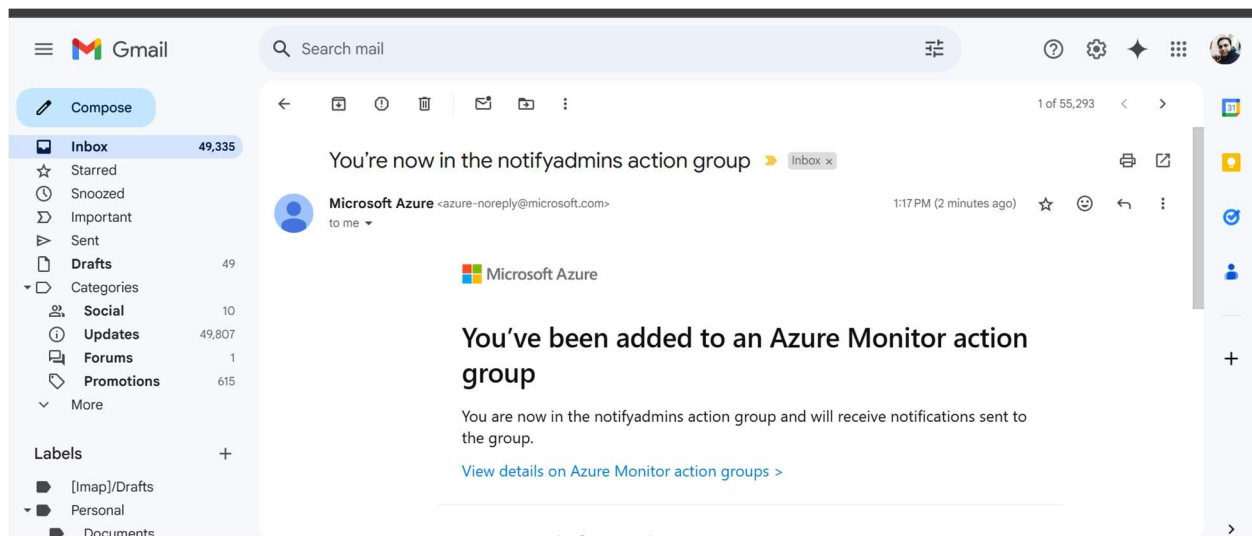 Gmail
Search mail
Compose
1 of 55,293
31
Inbox 49,335
Starred
Snoozed
Important
Sent
Drafts 49
Categories
Social 10
Updates 49,807
Forums 1
Promotions 615
More
Labels
[Imap]/Drafts
Personal
Documents
You're now in the notifyadmins action group Inbox x
Microsoft Azure <azure-noreply@microsoft.com> 1:17 PM (2 minutes ago)
to me
Microsoft Azure
You've been added to an Azure Monitor action
group
You are now in the notifyadmins action group and will receive notifications sent to
the group.
View details on Azure Monitor action groups >